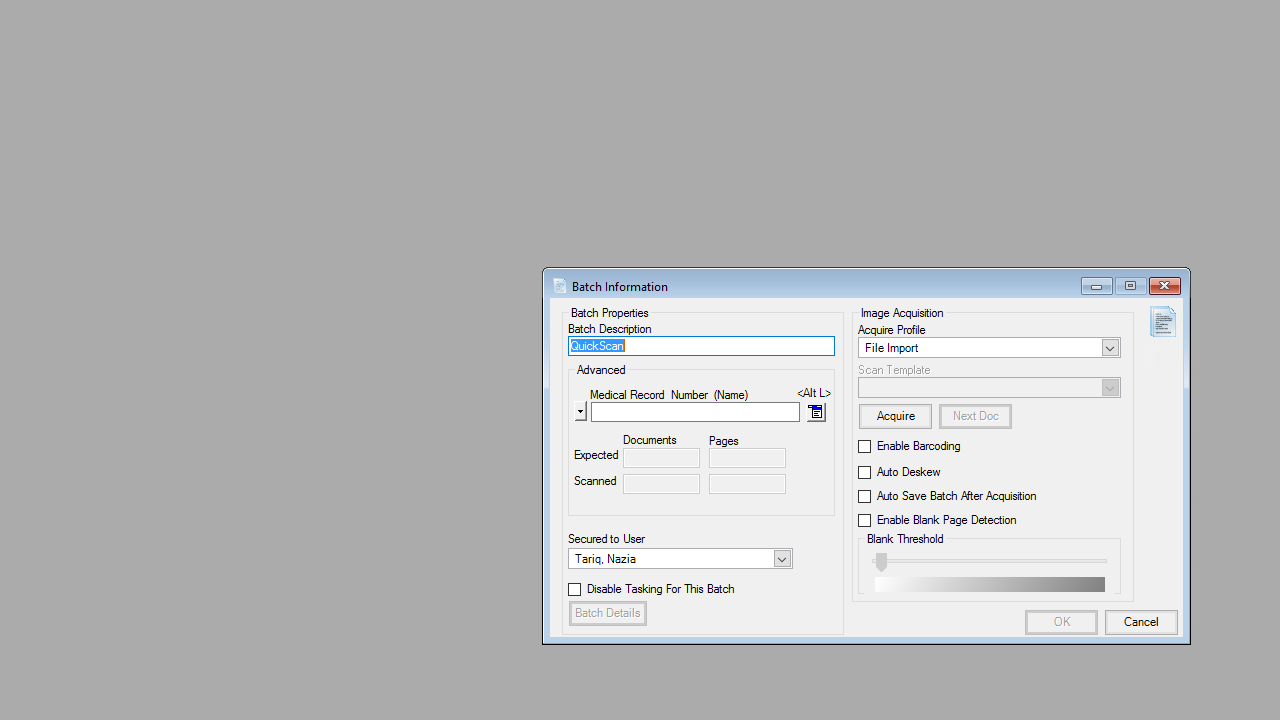 Batch Information
Batch Properties
Batch Description
QuickScan
Advanced
Medical Record Number (Name)
<Alt L>
Documents
Pages
Expected
Scanned
Secured to User
Tariq, Nazia
Disable Tasking For This Batch
Batch Details
Image Acquisition
Acquire Profile
File Import
Scan Template
Acquire
Next Doc
Enable Barcoding
Auto Deskew
Auto Save Batch After Acquisition
Enable Blank Page Detection
Blank Threshold
OK
Cancel